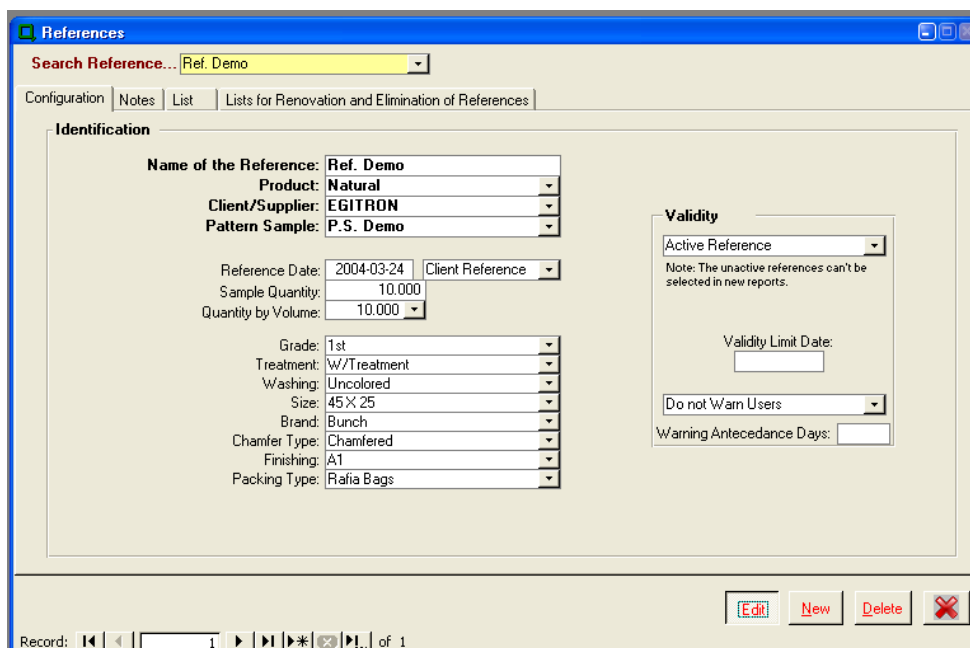 References
Search Reference... Ref. Demo
Configuration Notes List Lists for Renovation and Elimination of References
Identification
Name of the Reference: Ref. Demo
Product: Natural
Client/Supplier: EGITRON
Pattern Sample: P.S. Demo
Reference Date: 2004-03-24 Client Reference
Sample Quantity: 10.000
Quantity by Volume: 10.000
Grade: 1st
Treatment: W/Treatment
Washing: Uncolored
Size: 45 X 25
Brand: Bunch
Chamfer Type: Chamfered
Finishing: A1
Packing Type: Rafia Bags
Validity
Active Reference
Note: The unactive references can't be
selected in new reports.
Validity Limit Date:
Do not Warn Users
Warning Antecedance Days:
Edit New Delete
Record: 1 of 1